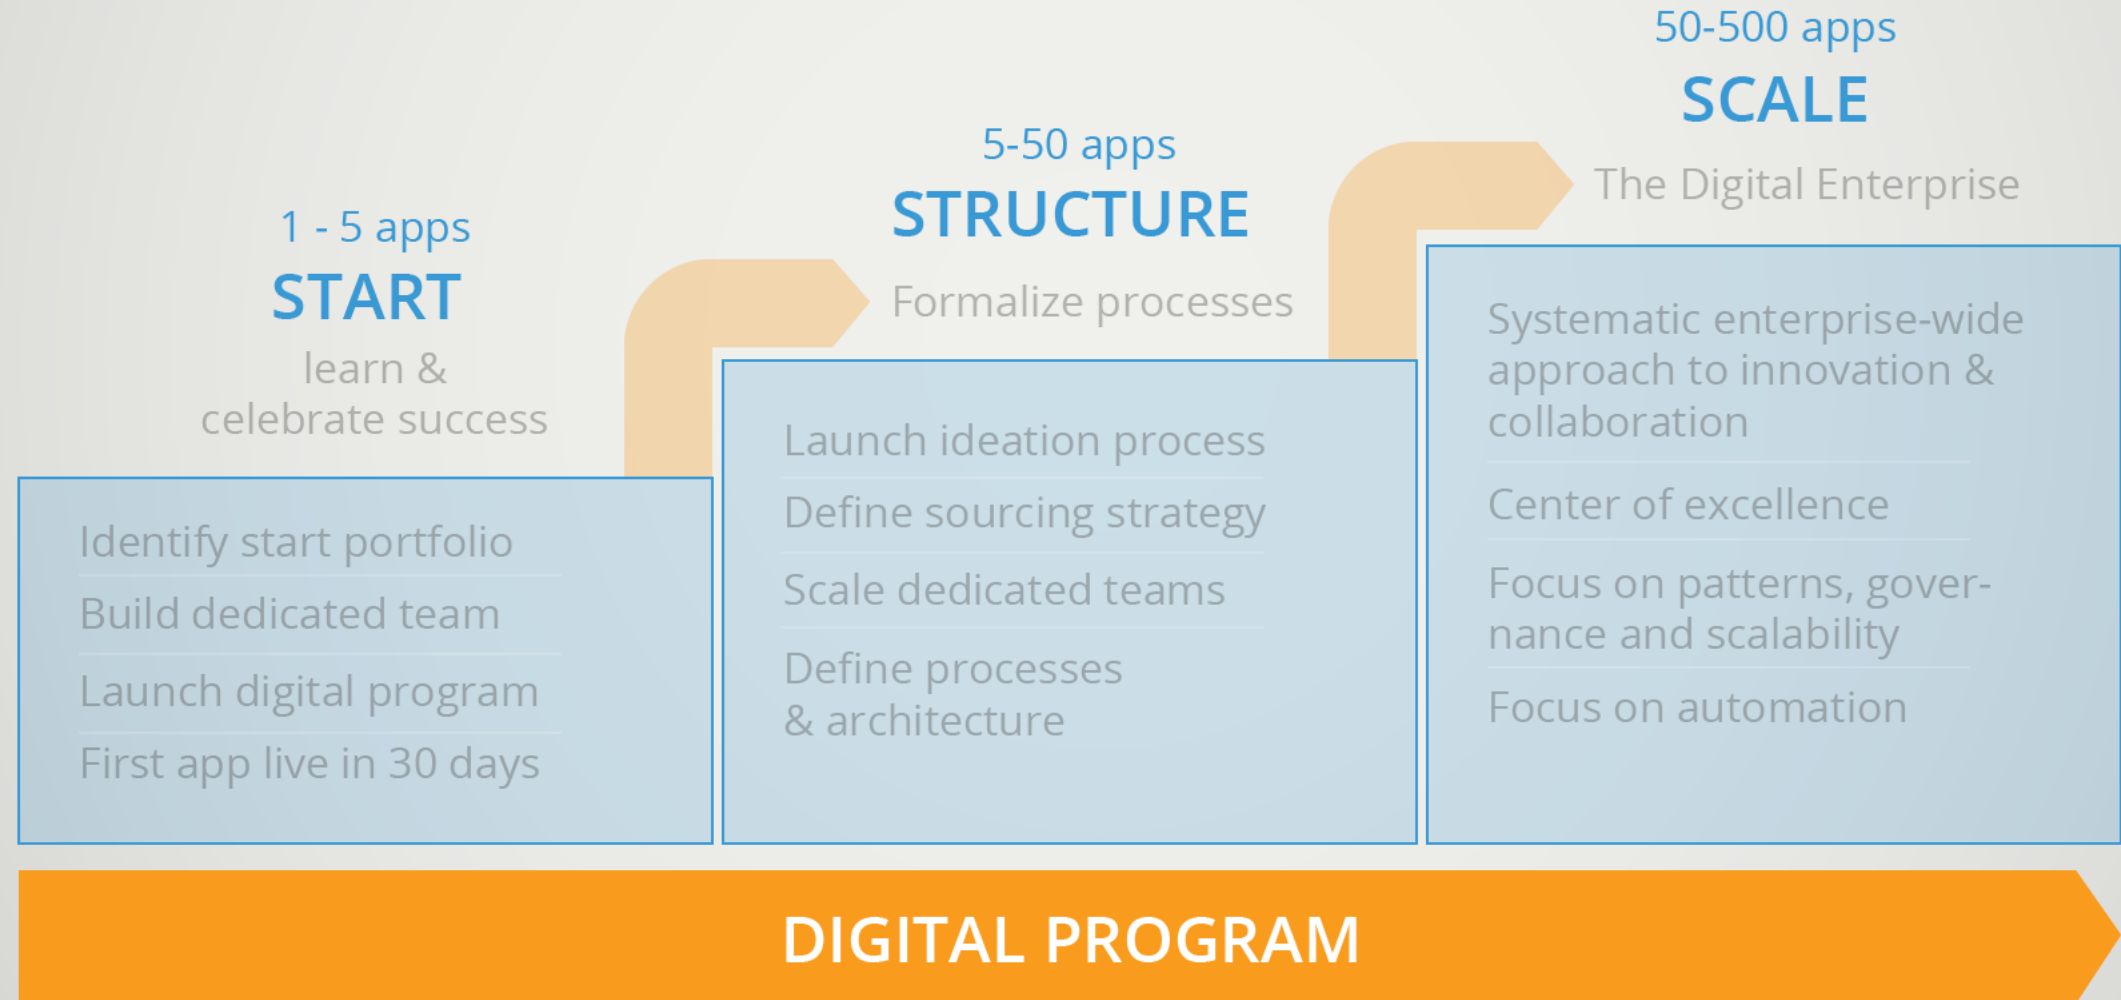 1 - 5 apps
START
learn &
celebrate success
Identify start portfolio
Build dedicated team
Launch digital program
First app live in 30 days
5-50 apps
STRUCTURE
Formalize processes
Launch ideation process
Define sourcing strategy
Scale dedicated teams
Define processes
& architecture
50-500 apps
SCALE
The Digital Enterprise
Systematic enterprise-wide
approach to innovation &
collaboration
Center of excellence
Focus on patterns, gover-
nance and scalability
Focus on automation
DIGITAL PROGRAM